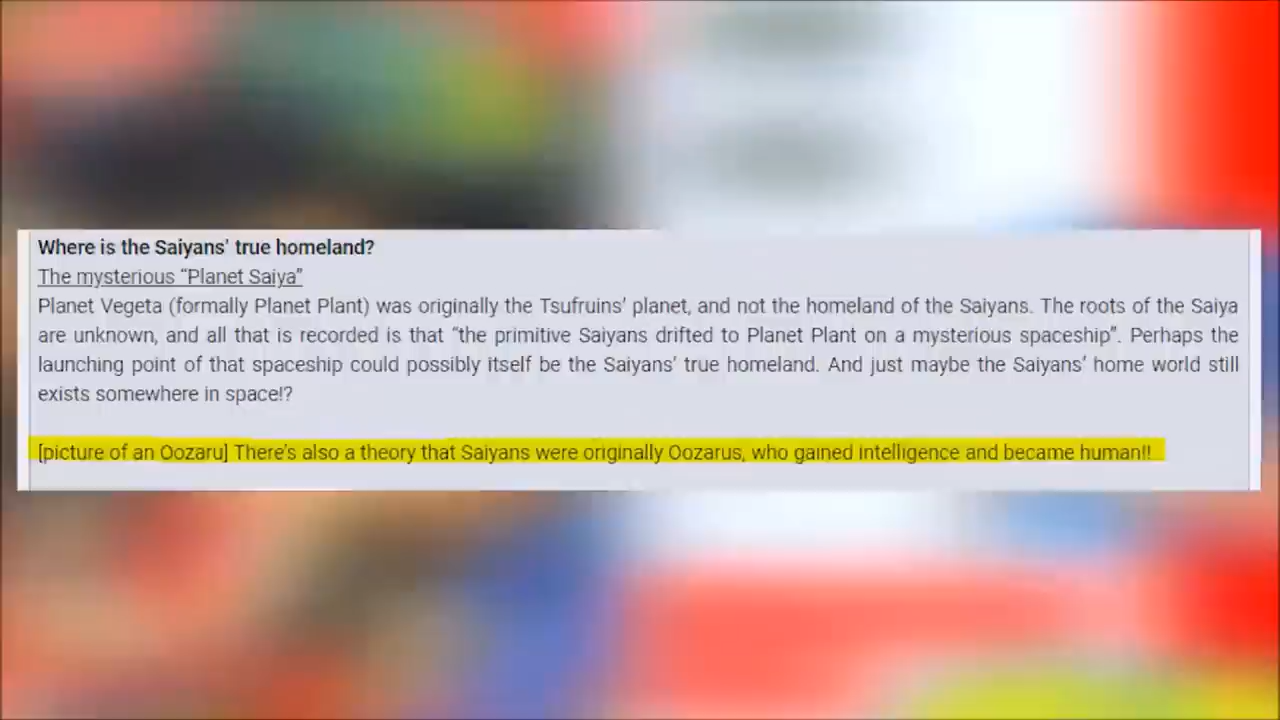 Where is the Saiyans' true homeland?
The mysterious “Planet Saiya”
Planet Vegeta (formally Planet Plant) was originally the Tsufruins' planet, and not the homeland of the Saiyans. The roots of the Saiya
are unknown, and all that is recorded is that “the primitive Saiyans drifted to Planet Plant on a mysterious spaceship”. Perhaps the
launching point of that spaceship could possibly itself be the Saiyans' true homeland. And just maybe the Saiyans' home world still
exists somewhere in space!?
[picture of an Oozaru] There's also a theory that Saiyans were originally Oozarus, who gained intelligence and became human!!